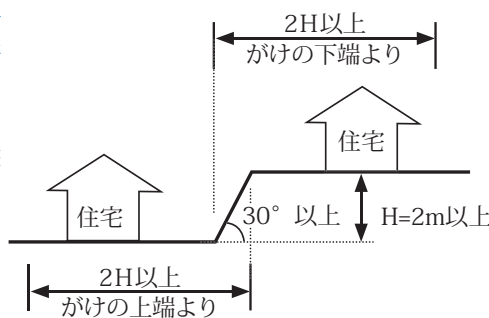 2H以上
がけの下端より
住宅
住宅
30°以上
H=2m以上
2H以上
がけの上端より